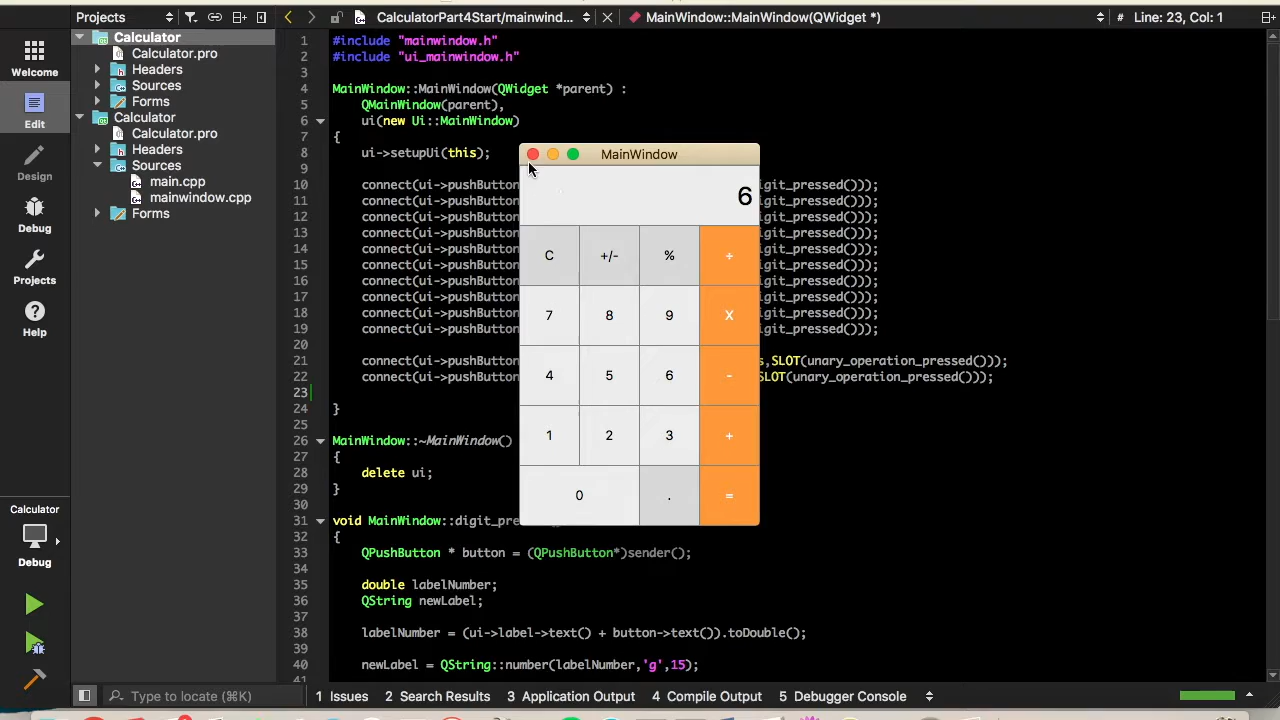 Projects
CalculatorPart4Start/mainwind...
MainWindow::MainWindow(QWidget *)
# Line: 23, Col: 1
Welcome
Edit
Design
Debug
Projects
Help
Calculator
Debug
Calculator
Calculator.pro
Headers
Sources
Forms
Calculator
Calculator.pro
Headers
Sources
main.cpp
mainwindow.cpp
Forms
1 #include "mainwindow.h"
2 #include "ui_mainwindow.h"
3
4 MainWindow::MainWindow(QWidget *parent) :
5 QMainWindow(parent),
6 ui(new Ui::MainWindow)
7 {
8 ui->setupUi(this);
9
10 connect(ui->pushButton igit_pressed()));
11 connect(ui->pushButton igit_pressed()));
12 connect(ui->pushButton igit_pressed()));
13 connect(ui->pushButton igit_pressed()));
14 connect(ui->pushButton igit_pressed()));
15 connect(ui->pushButton igit_pressed()));
16 connect(ui->pushButton igit_pressed()));
17 connect(ui->pushButton igit_pressed()));
18 connect(ui->pushButton igit_pressed()));
19 connect(ui->pushButton igit_pressed()));
20
21 connect(ui->pushButton s,SLOT(unary_operation_pressed()));
22 connect(ui->pushButton SLOT(unary_operation_pressed()));
23
24 }
25
26 MainWindow::~MainWindow()
27 {
28 delete ui;
29 }
30
31 void MainWindow::digit_pre
32 {
33 QPushButton * button = (QPushButton*)sender();
34
35 double labelNumber;
36 QString newLabel;
37
38 labelNumber = (ui->label->text() + button->text()).toDouble();
39
40 newLabel = QString::number(labelNumber,'g',15);
41
MainWindow
6
C +/- % ÷
7 8 9 X
4 5 6 -
1 2 3 +
0 . =
Type to locate (⌘K)
1 Issues 2 Search Results 3 Application Output 4 Compile Output 5 Debugger Console